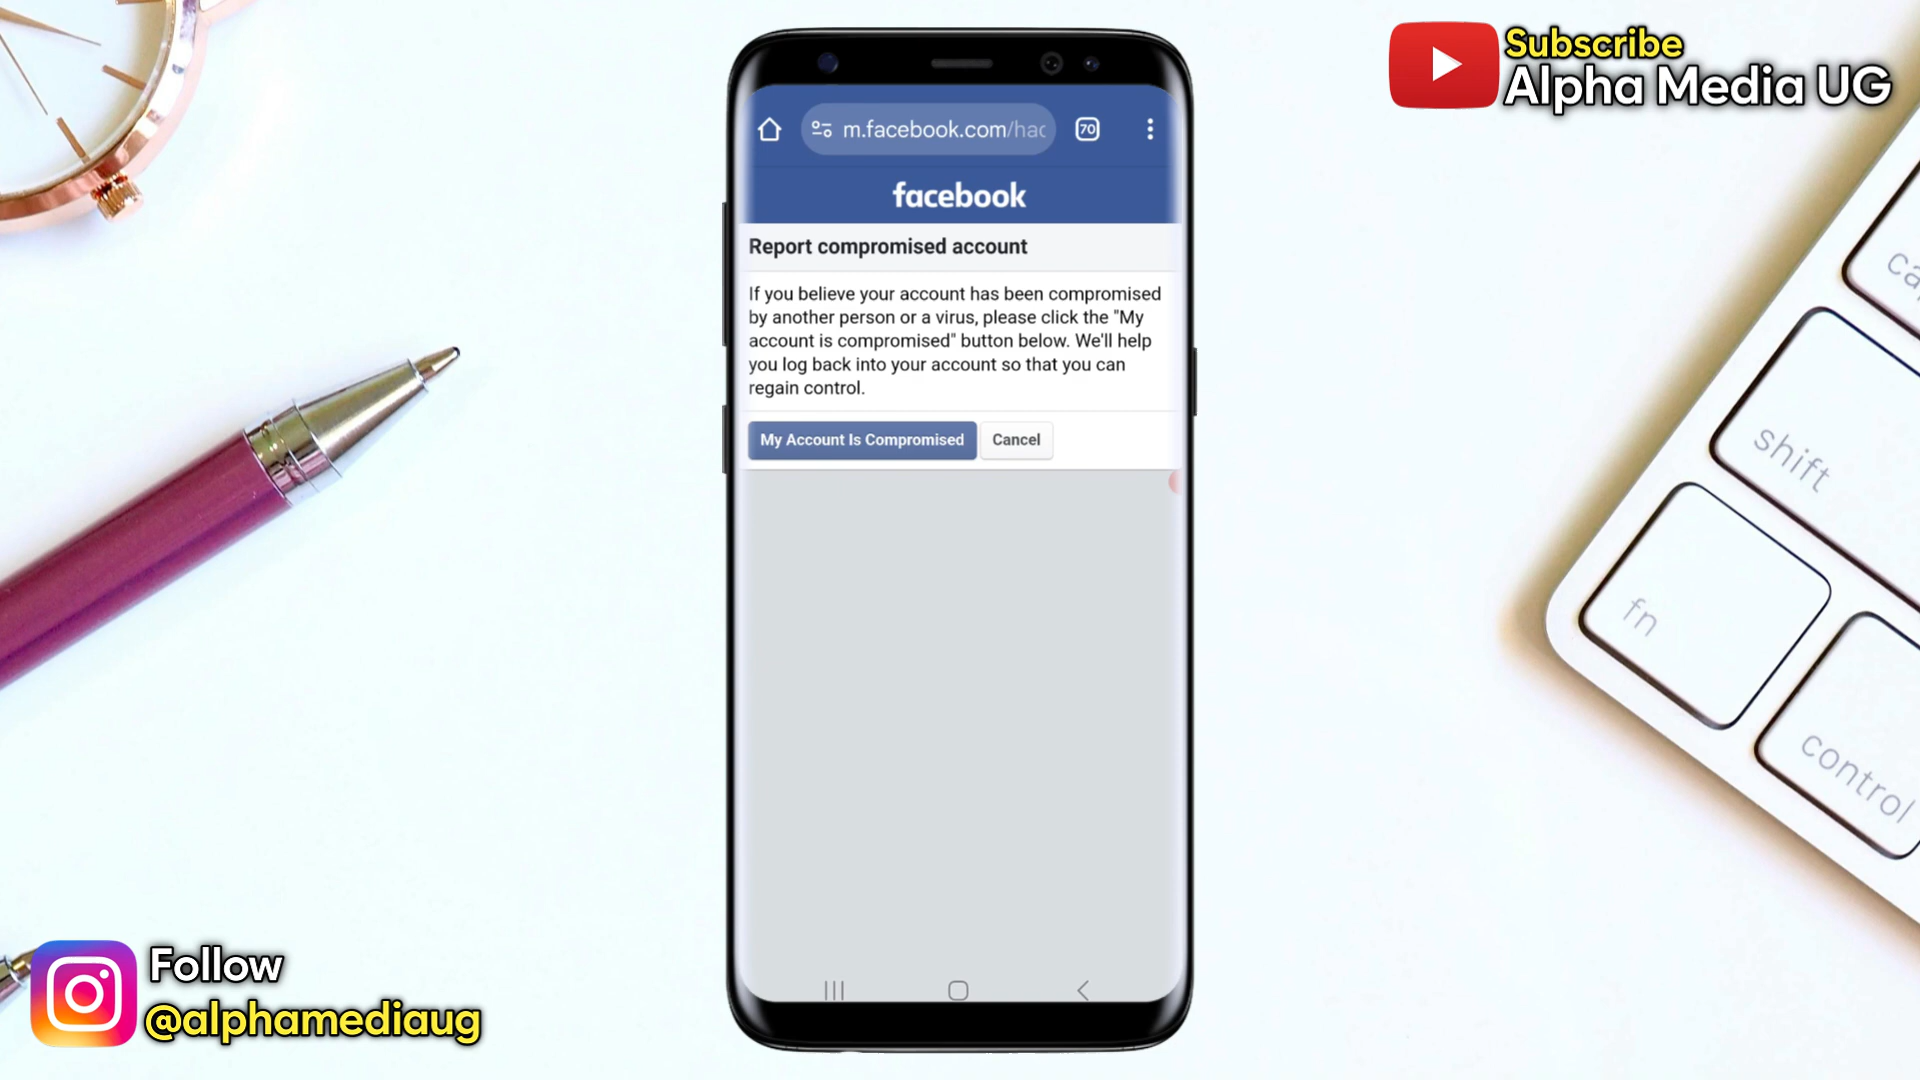 Subscribe
Alpha Media UG
m.facebook.com/hac
70
facebook
Report compromised account
If you believe your account has been compromised
by another person or a virus, please click the "My
account is compromised" button below. We'll help
you log back into your account so that you can
regain control.
My Account Is Compromised
Cancel
shift
fn
control
Follow
@alphamediaug